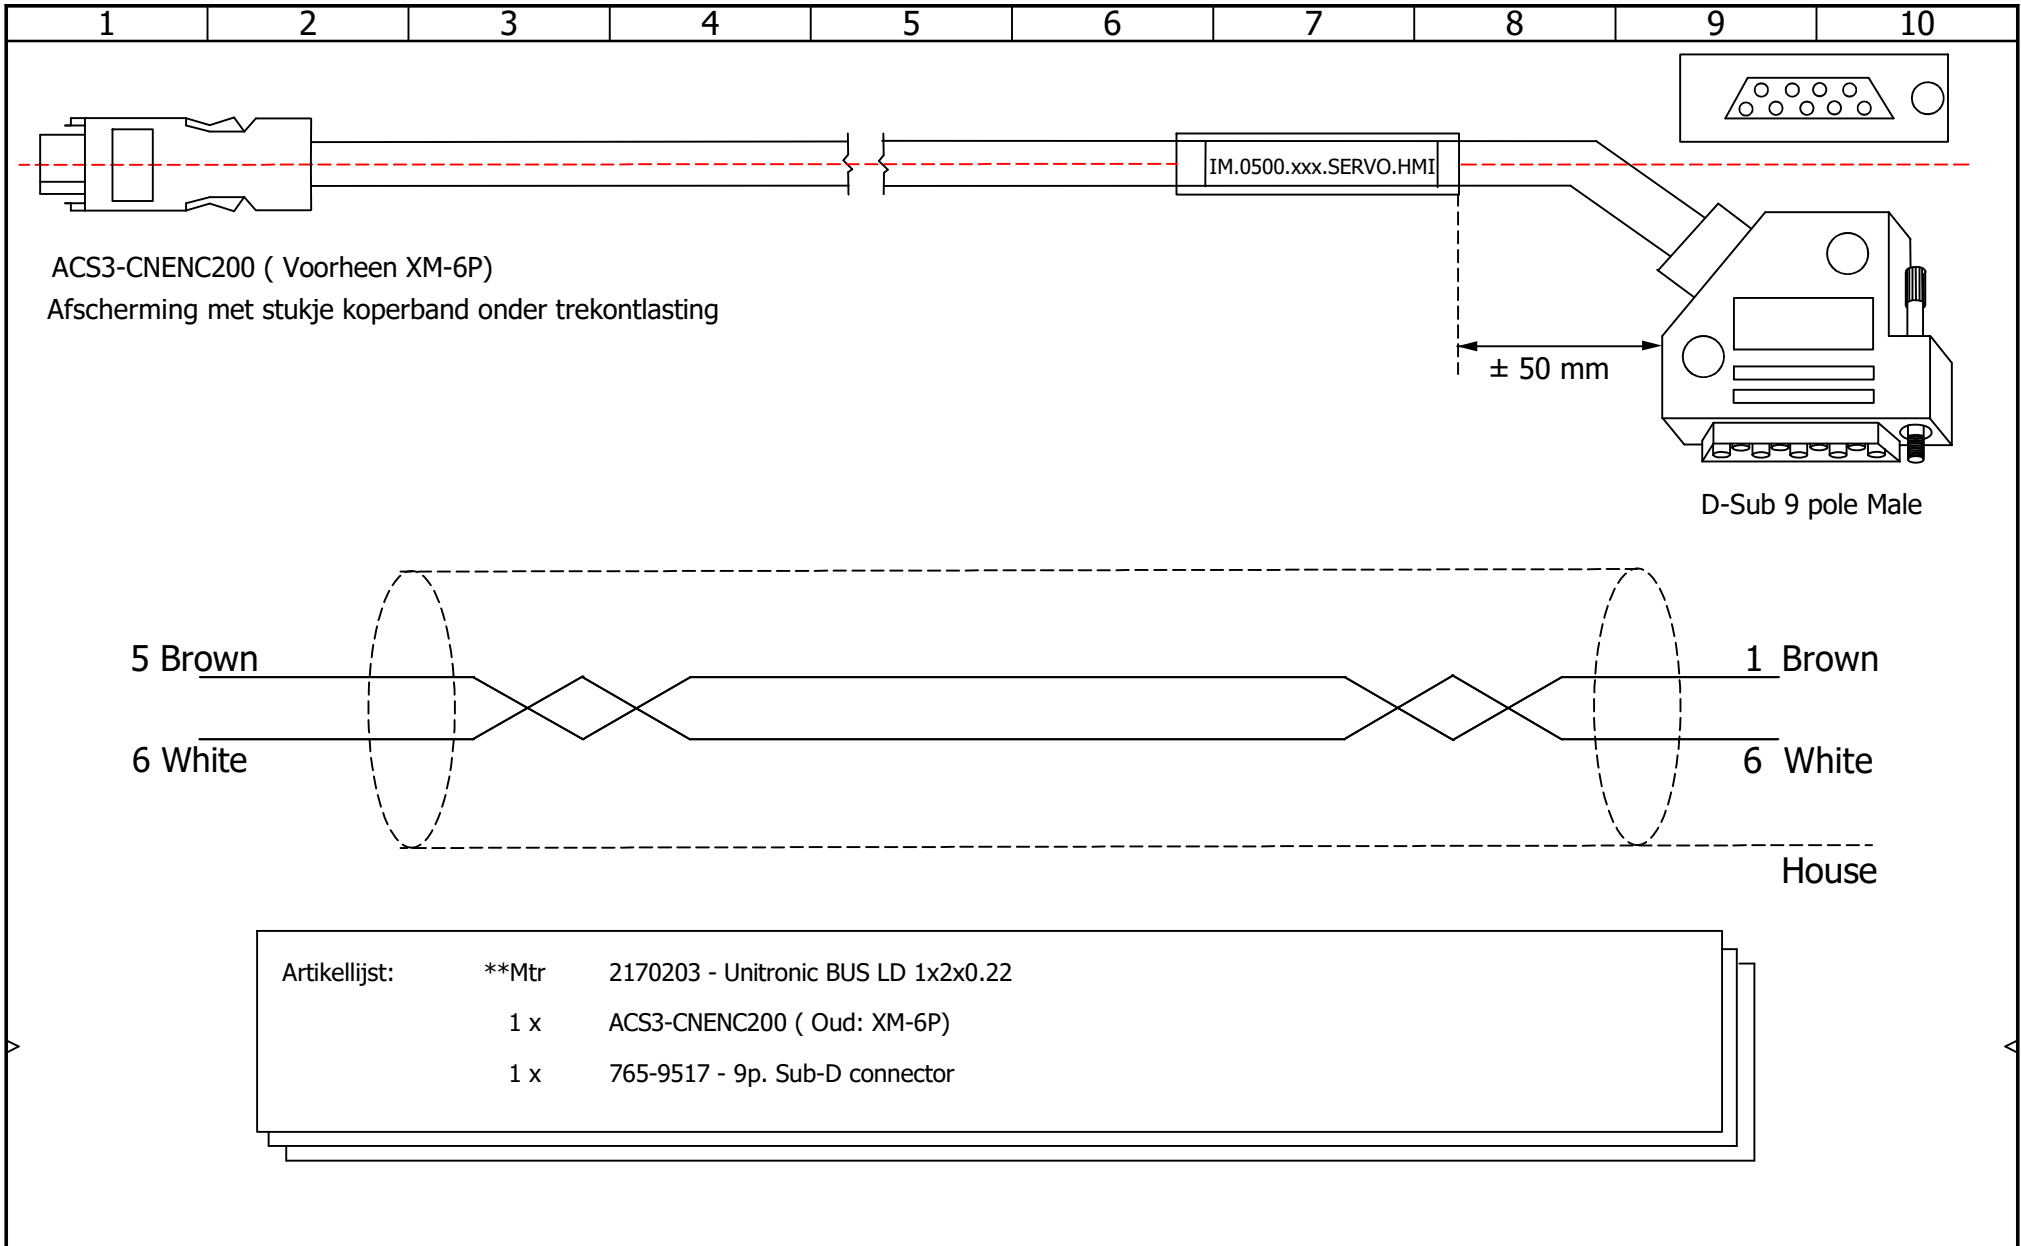 1 2 3 4 5 6 7 8 9 10
IM.0500.xxx.SERVO.HMI
ACS3-CNENC200 ( Voorheen XM-6P)
Afscherming met stukje koperband onder trekontlasting
± 50 mm
D-Sub 9 pole Male
5 Brown 1 Brown
6 White 6 White
House
Artikellijst: **Mtr 2170203 - Unitronic BUS LD 1x2x0.22
1 x ACS3-CNENC200 ( Oud: XM-6P)
1 x 765-9517 - 9p. Sub-D connector